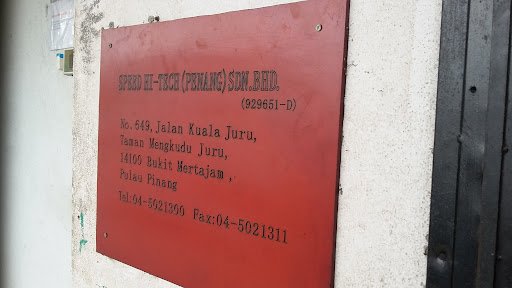 SPEED HI-TECH (PENANG) SDN.BHD.
(929651-D)
No. 649, Jalan Kuala Juru,
Taman Mengkudu Juru,
14100 Bukit Mertajam,
Pulau Pinang
Tel:04-5021300 Fax:04-5021311